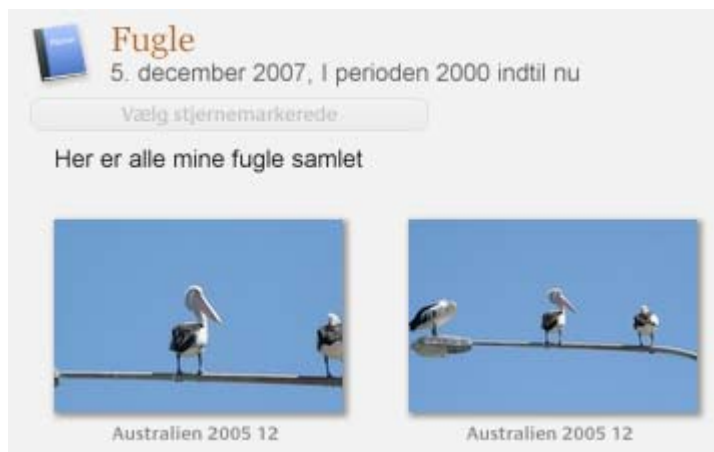 Fugle
5. december 2007, I perioden 2000 indtil nu
Vælg stjernemarkerede
Her er alle mine fugle samlet
Australien 2005 12
Australien 2005 12